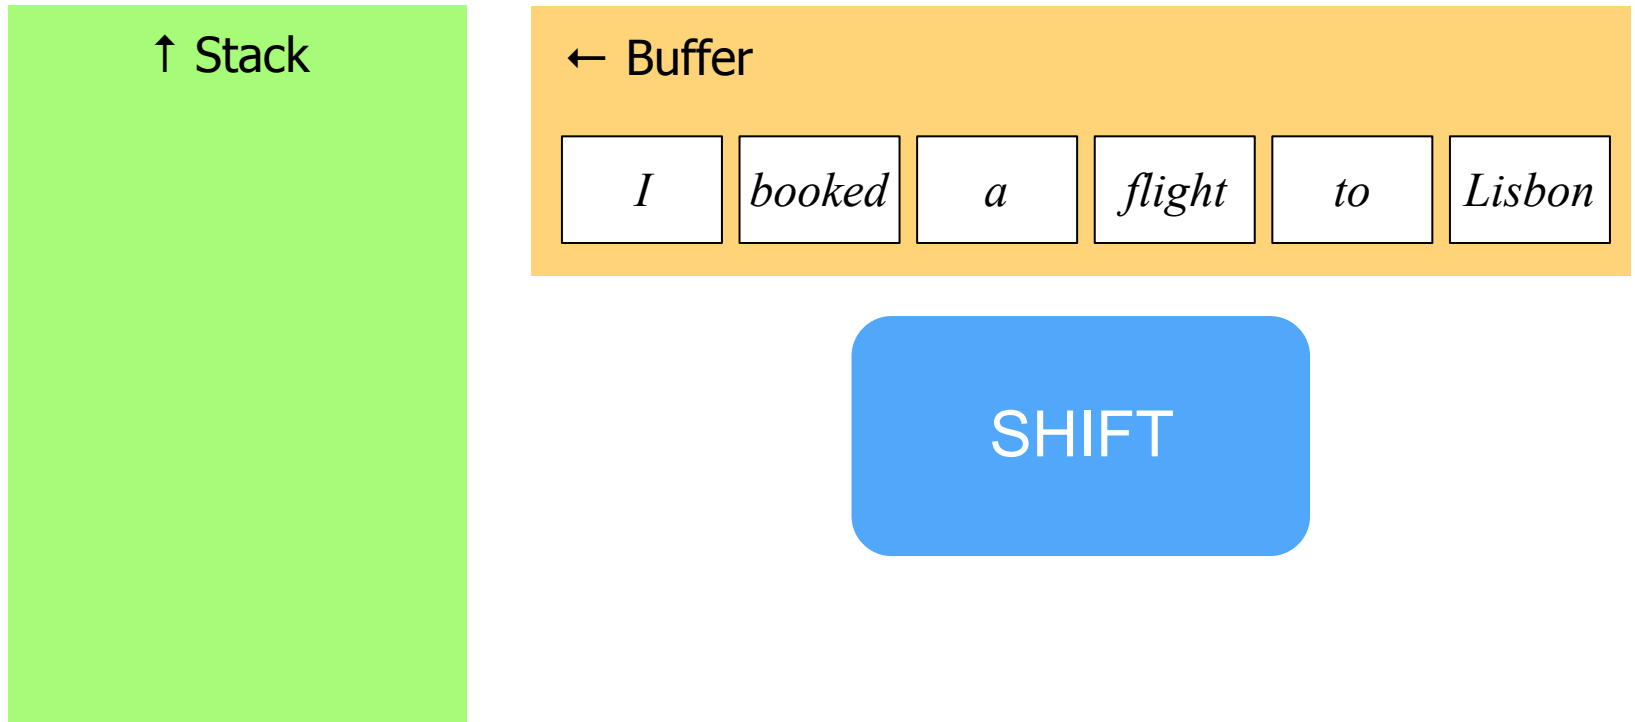 ↑ Stack
← Buffer
I booked a flight to Lisbon
SHIFT